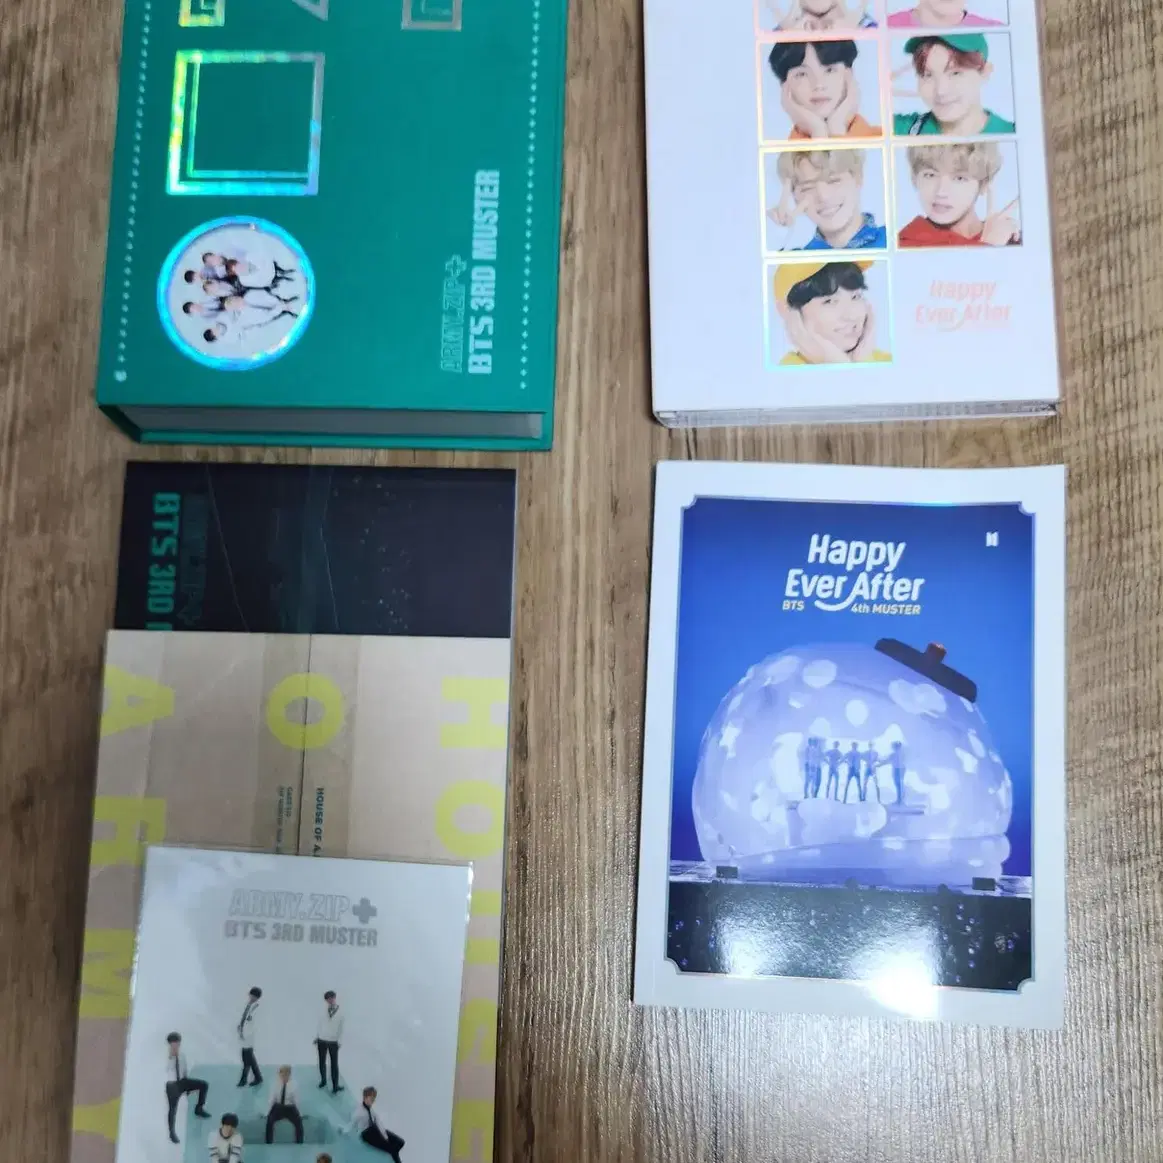 ARMY.ZIP+
BTS 3RD MUSTER
Happy
Ever After
BTS 3RD
HOUSE
O
ARMY
HOUSE OF A
ARMY.ZIP+
BTS 3RD MUSTER
Happy
Ever After
BTS 4th MUSTER